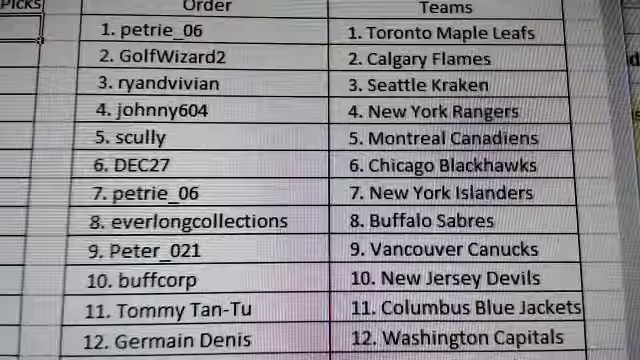 Picks Order Teams
1. petrie_06 1. Toronto Maple Leafs
2. GolfWizard2 2. Calgary Flames
3. ryandvivian 3. Seattle Kraken
4. johnny604 4. New York Rangers
5. scully 5. Montreal Canadiens
6. DEC27 6. Chicago Blackhawks
7. petrie_06 7. New York Islanders
8. everlongcollections 8. Buffalo Sabres
9. Peter_021 9. Vancouver Canucks
10. buffcorp 10. New Jersey Devils
11. Tommy Tan-Tu 11. Columbus Blue Jackets
12. Germain Denis 12. Washington Capitals